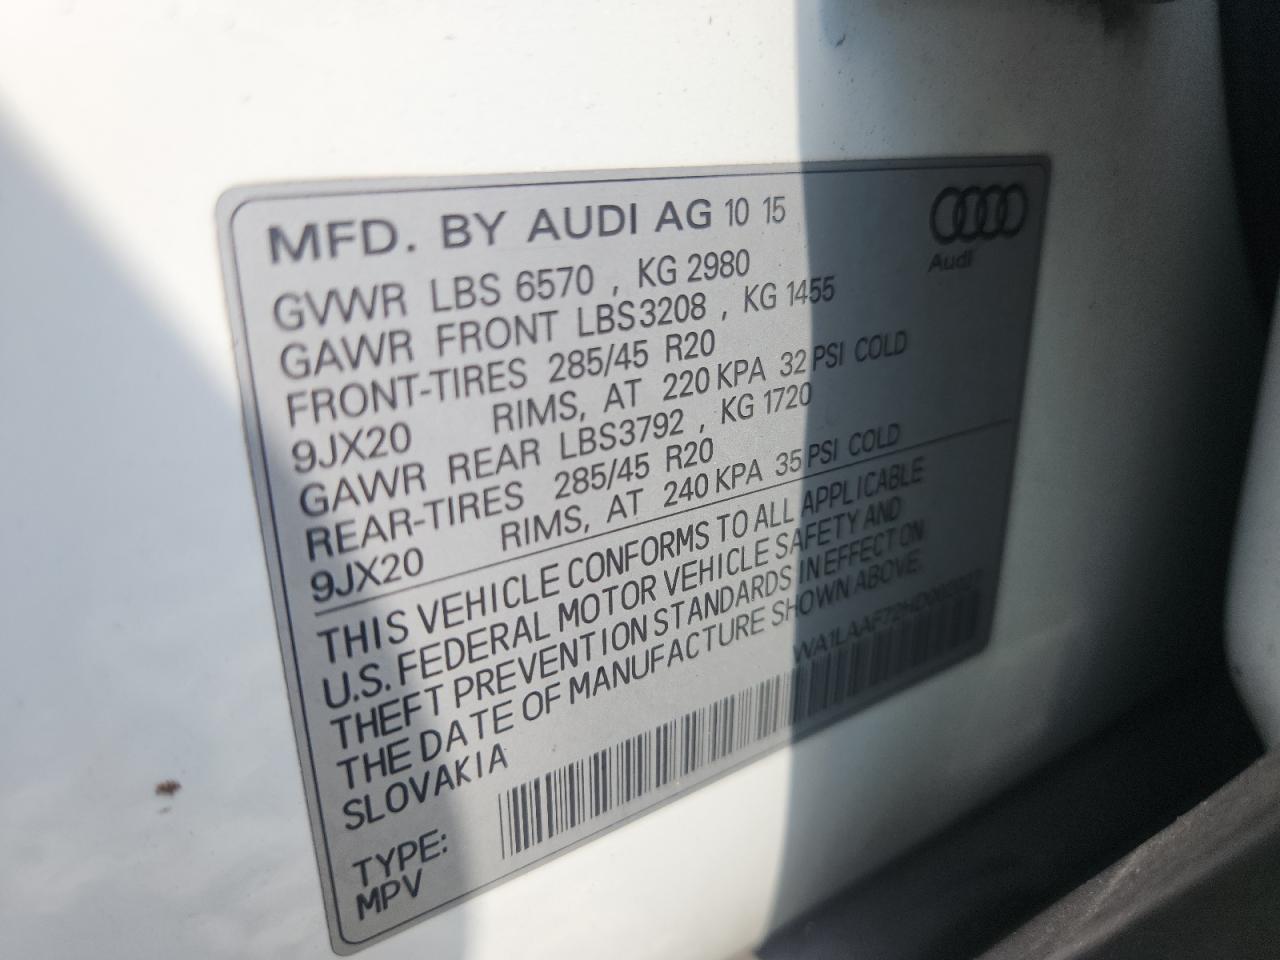 MFD. BY AUDI AG 10 15
Audi
GVWR LBS 6570 , KG 2980
GAWR FRONT LBS3208 , KG 1455
FRONT-TIRES 285/45 R20
9JX20 RIMS, AT 220 KPA 32 PSI COLD
GAWR REAR LBS3792 , KG 1720
REAR-TIRES 285/45 R20
9JX20 RIMS, AT 240 KPA 35 PSI COLD
THIS VEHICLE CONFORMS TO ALL APPLICABLE
U.S. FEDERAL MOTOR VEHICLE SAFETY AND
THEFT PREVENTION STANDARDS IN EFFECT ON
THE DATE OF MANUFACTURE SHOWN ABOVE.
SLOVAKIA
TYPE:
MPV